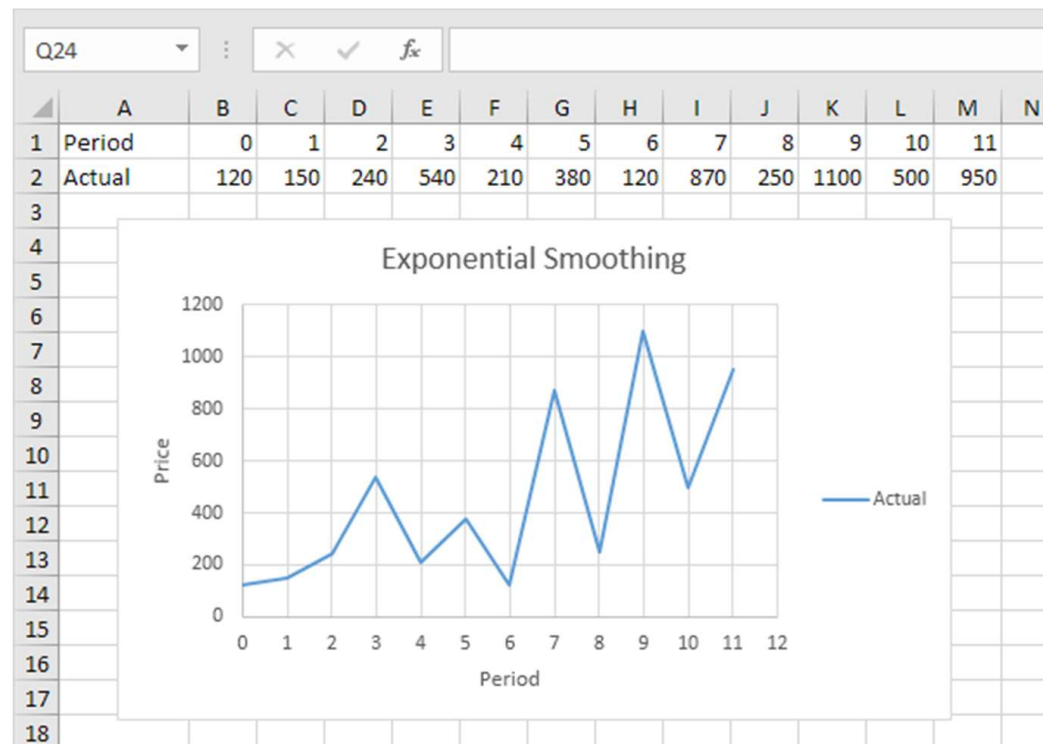 Q24 fx
A B C D E F G H I J K L M N
1 Period 0 1 2 3 4 5 6 7 8 9 10 11
2 Actual 120 150 240 540 210 380 120 870 250 1100 500 950
3
4
5
6
7
8
9
10
11
12
13
14
15
16
17
18
Exponential Smoothing
1200
1000
800
600
400
200
0
Price
0 1 2 3 4 5 6 7 8 9 10 11 12
Period
Actual